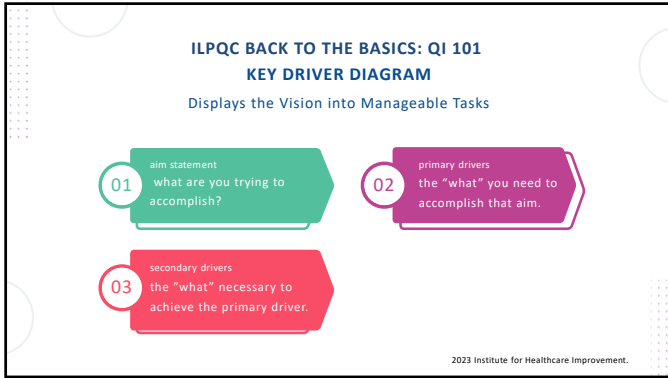 ILPQC BACK TO THE BASICS: QI 101
KEY DRIVER DIAGRAM
Displays the Vision into Manageable Tasks
01
aim statement
what are you trying to
accomplish?
02
primary drivers
the “what” you need to
accomplish that aim.
03
secondary drivers
the “what” necessary to
achieve the primary driver.
2023 Institute for Healthcare Improvement.